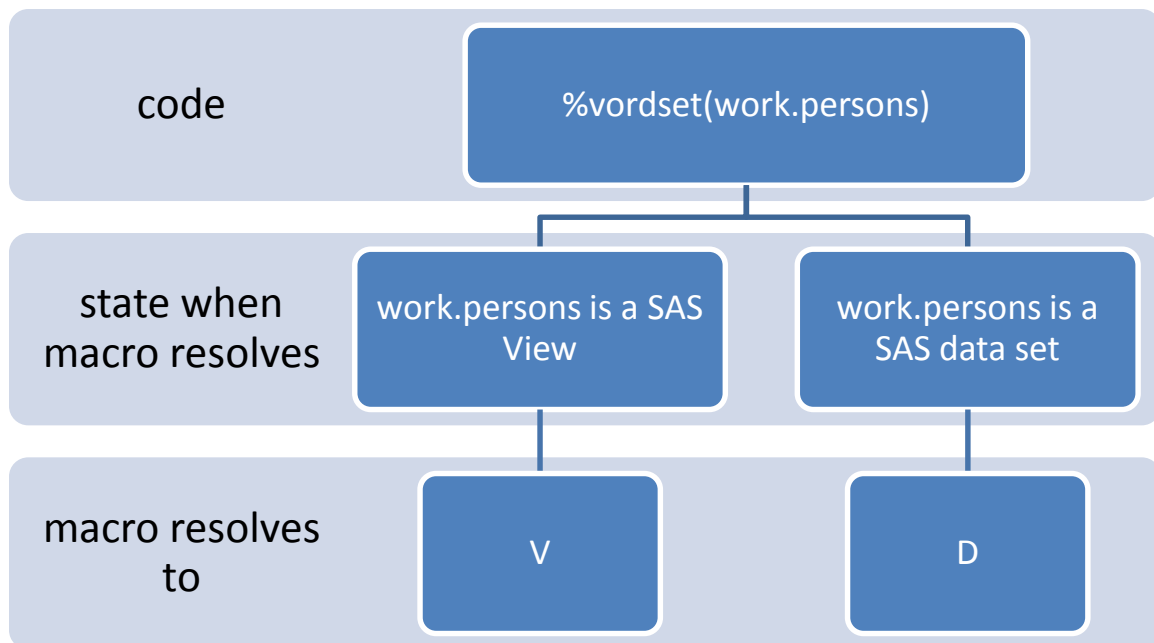 code
%vordset(work.persons)
state when
macro resolves
work.persons is a SAS
View
work.persons is a
SAS data set
macro resolves
to
V
D